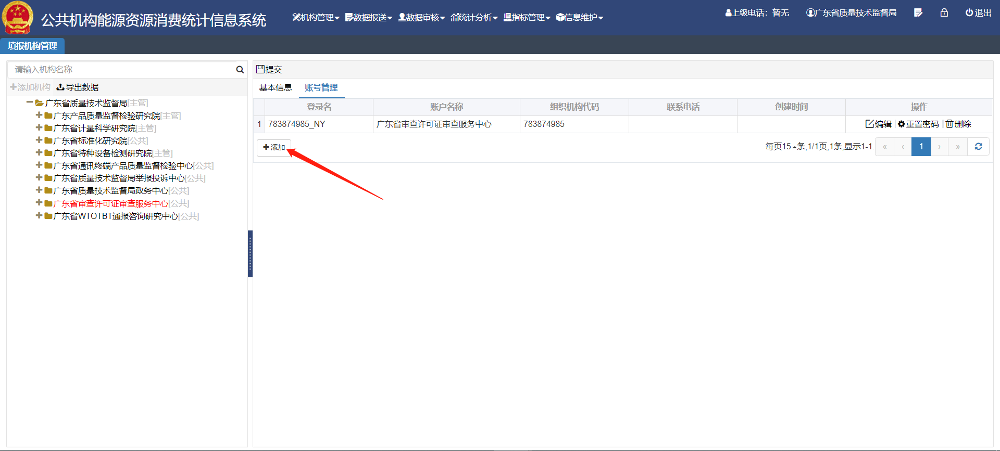 公共机构能源资源消费统计信息系统
机构管理 数据报送 数据审核 统计分析 指标管理 信息维护
上级电话：暂无 广东省质量技术监督局 退出
填报机构管理
请输入机构名称
添加机构 导出数据
广东省质量技术监督局[主管]
广东产品质量监督检验研究院[主管]
广东省计量科学研究院[主管]
广东省标准化研究院[公共]
广东省特种设备检测研究院[主管]
广东省通讯终端产品质量监督检验中心[公共]
广东省质量技术监督局举报投诉中心[公共]
广东省质量技术监督局政务中心[公共]
广东省审查许可证审查服务中心[公共]
广东省WTOTBT通报咨询研究中心[公共]
提交
基本信息 账号管理
登录名 账户名称 组织机构代码 联系电话 创建时间 操作
1 783874985_NY 广东省审查许可证审查服务中心 783874985 编辑 重置密码 删除
添加 每页15条,1/1页,1条,显示1-1. « ‹ 1 › »